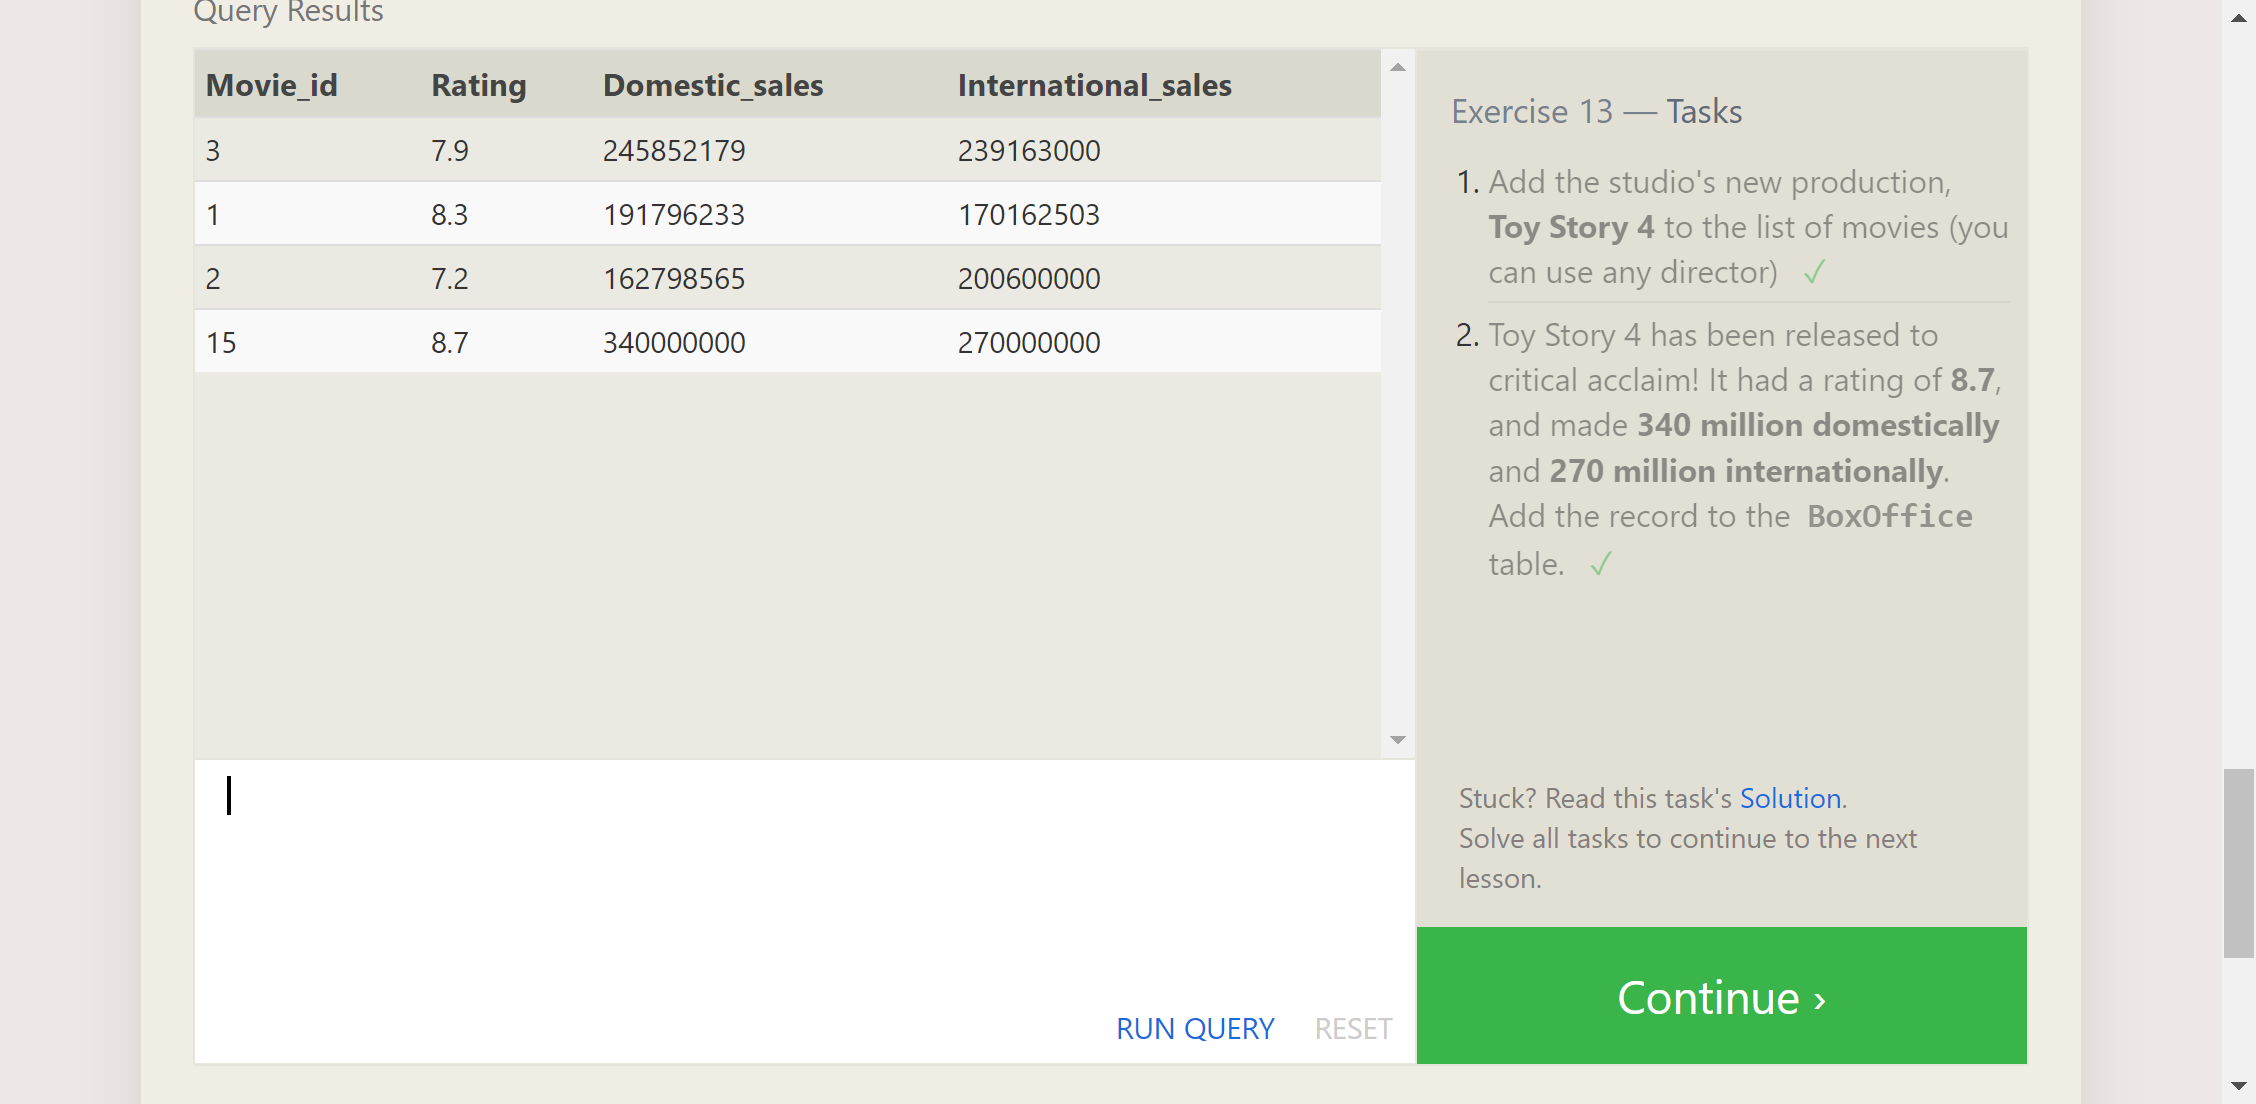 Query Results
Movie_id Rating Domestic_sales International_sales
3 7.9 245852179 239163000
1 8.3 191796233 170162503
2 7.2 162798565 200600000
15 8.7 340000000 270000000
RUN QUERY RESET
Exercise 13 — Tasks
1. Add the studio's new production,
Toy Story 4 to the list of movies (you
can use any director) ✓
2. Toy Story 4 has been released to
critical acclaim! It had a rating of 8.7,
and made 340 million domestically
and 270 million internationally.
Add the record to the BoxOffice
table. ✓
Stuck? Read this task's Solution.
Solve all tasks to continue to the next
lesson.
Continue ›